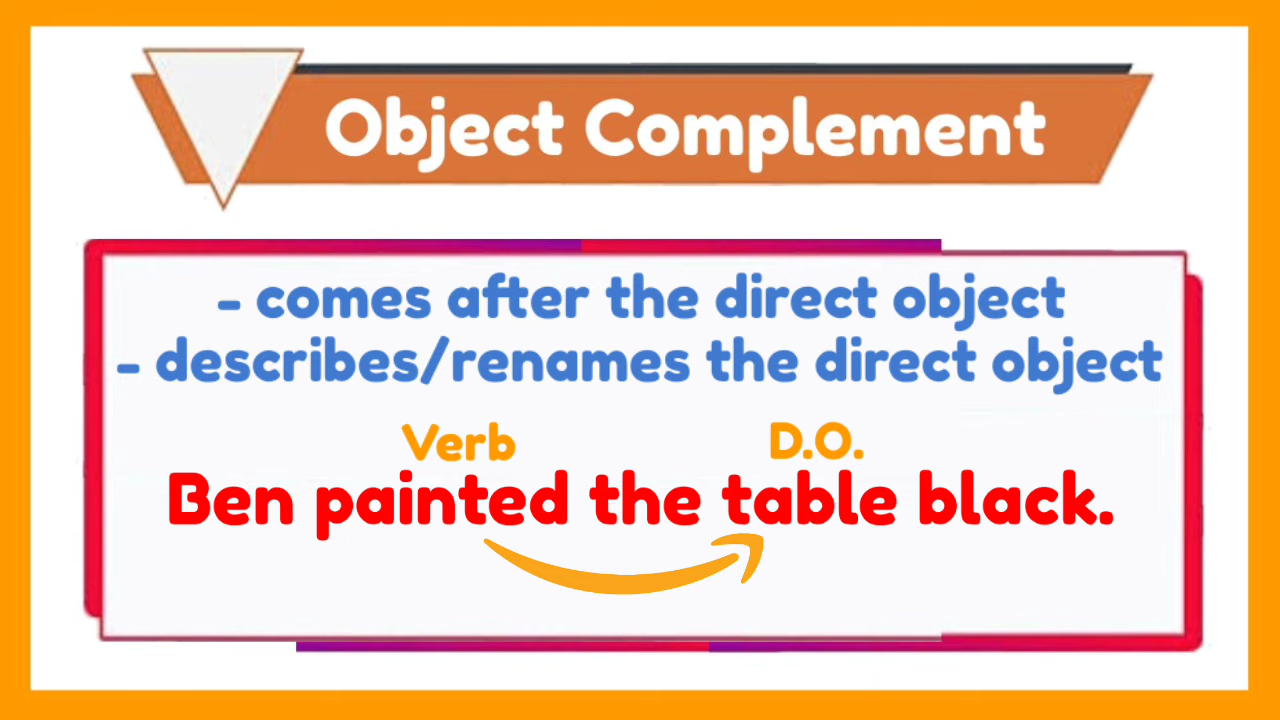 Object Complement
- comes after the direct object
- describes/renames the direct object
Verb D.O.
Ben painted the table black.